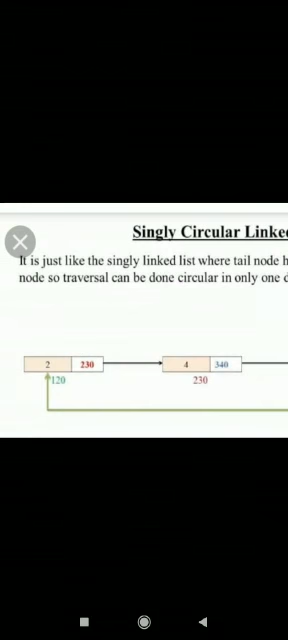 Singly Circular Linke
It is just like the singly linked list where tail node h
node so traversal can be done circular in only one d
2 230 4 340
120 230